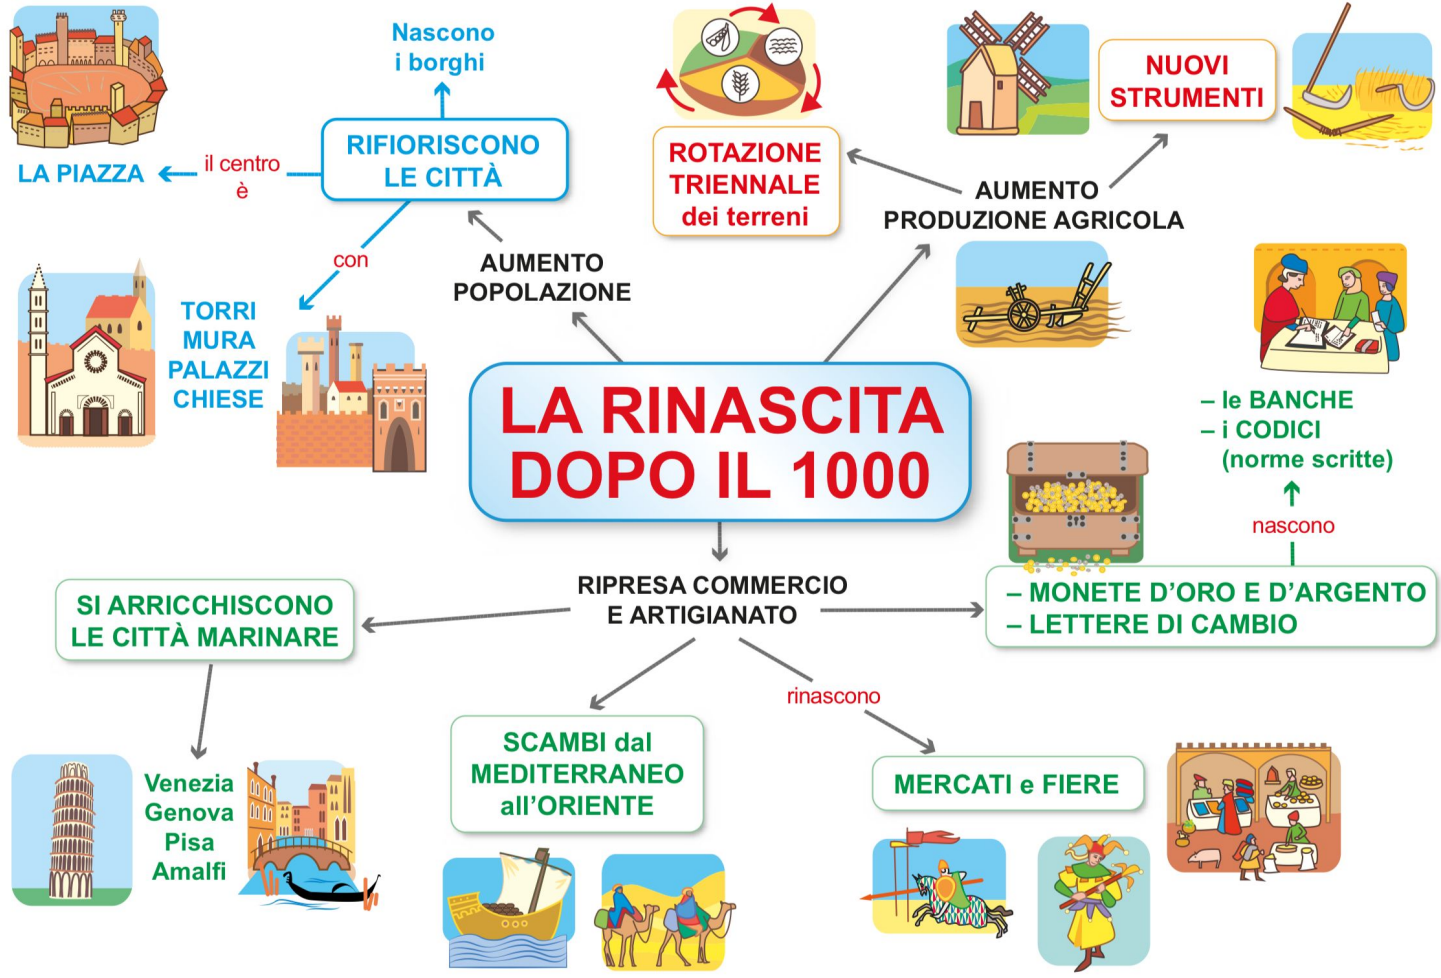 Nascono
i borghi
RIFIORISCONO
LE CITTÀ
il centro
è
LA PIAZZA
con
TORRI
MURA
PALAZZI
CHIESE
AUMENTO
POPOLAZIONE
ROTAZIONE
TRIENNALE
dei terreni
NUOVI
STRUMENTI
AUMENTO
PRODUZIONE AGRICOLA
LA RINASCITA
DOPO IL 1000
– le BANCHE
– i CODICI
(norme scritte)
nascono
– MONETE D’ORO E D’ARGENTO
– LETTERE DI CAMBIO
RIPRESA COMMERCIO
E ARTIGIANATO
SI ARRICCHISCONO
LE CITTÀ MARINARE
Venezia
Genova
Pisa
Amalfi
SCAMBI dal
MEDITERRANEO
all’ORIENTE
rinascono
MERCATI e FIERE